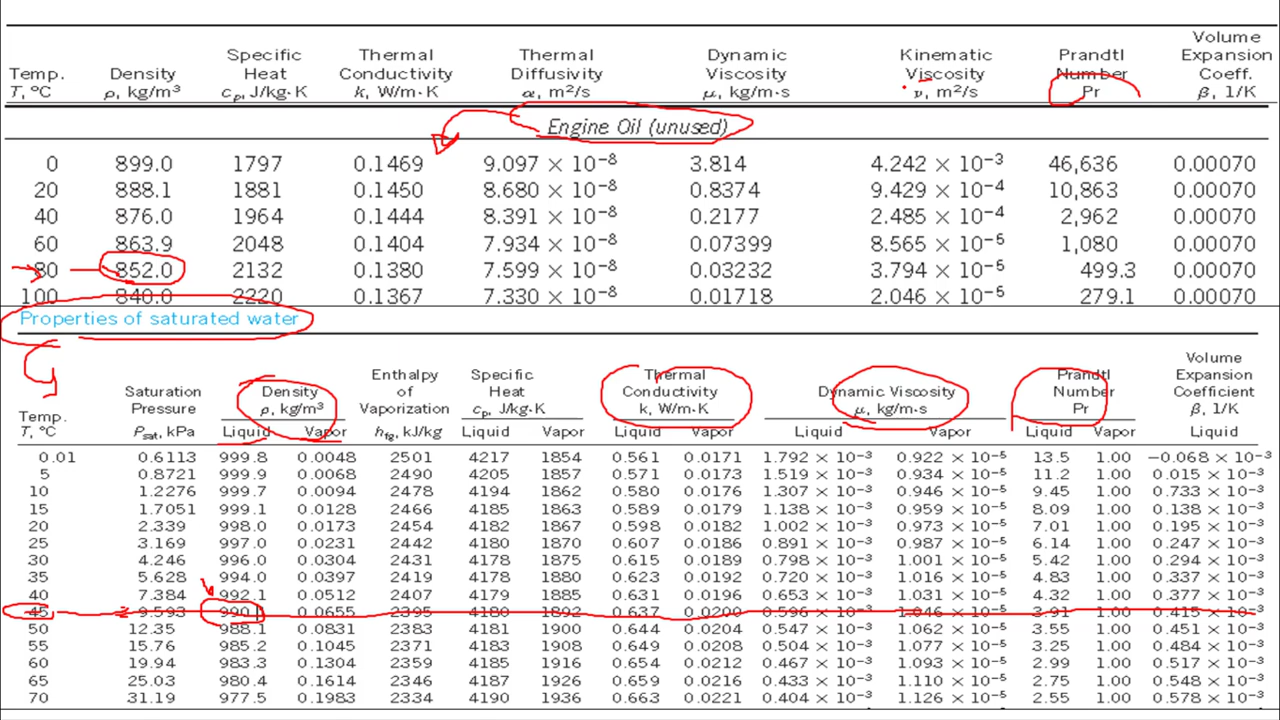 Volume
Specific Thermal Thermal Dynamic Kinematic Prandtl Expansion
Temp. Density Heat Conductivity Diffusivity Viscosity Viscosity Number Coeff.
T, °C ρ, kg/m³ cp, J/kg·K k, W/m·K α, m²/s μ, kg/m·s ν, m²/s Pr β, 1/K
Engine Oil (unused)
0 899.0 1797 0.1469 9.097 × 10⁻⁸ 3.814 4.242 × 10⁻³ 46,636 0.00070
20 888.1 1881 0.1450 8.680 × 10⁻⁸ 0.8374 9.429 × 10⁻⁴ 10,863 0.00070
40 876.0 1964 0.1444 8.391 × 10⁻⁸ 0.2177 2.485 × 10⁻⁴ 2,962 0.00070
60 863.9 2048 0.1404 7.934 × 10⁻⁸ 0.07399 8.565 × 10⁻⁵ 1,080 0.00070
80 852.0 2132 0.1380 7.599 × 10⁻⁸ 0.03232 3.794 × 10⁻⁵ 499.3 0.00070
100 840.0 2220 0.1367 7.330 × 10⁻⁸ 0.01718 2.046 × 10⁻⁵ 279.1 0.00070
Properties of saturated water
Volume
Enthalpy Specific Thermal Prandtl Expansion
Saturation Density of Heat Conductivity Dynamic Viscosity Number Coefficient
Temp. Pressure ρ, kg/m³ Vaporization cp, J/kg·K k, W/m·K μ, kg/m·s Pr β, 1/K
T, °C Psat, kPa Liquid Vapor hfg, kJ/kg Liquid Vapor Liquid Vapor Liquid Vapor Liquid Vapor Liquid
0.01 0.6113 999.8 0.0048 2501 4217 1854 0.561 0.0171 1.792 × 10⁻³ 0.922 × 10⁻⁵ 13.5 1.00 −0.068 × 10⁻³
5 0.8721 999.9 0.0068 2490 4205 1857 0.571 0.0173 1.519 × 10⁻³ 0.934 × 10⁻⁵ 11.2 1.00 0.015 × 10⁻³
10 1.2276 999.7 0.0094 2478 4194 1862 0.580 0.0176 1.307 × 10⁻³ 0.946 × 10⁻⁵ 9.45 1.00 0.733 × 10⁻³
15 1.7051 999.1 0.0128 2466 4185 1863 0.589 0.0179 1.138 × 10⁻³ 0.959 × 10⁻⁵ 8.09 1.00 0.138 × 10⁻³
20 2.339 998.0 0.0173 2454 4182 1867 0.598 0.0182 1.002 × 10⁻³ 0.973 × 10⁻⁵ 7.01 1.00 0.195 × 10⁻³
25 3.169 997.0 0.0231 2442 4180 1870 0.607 0.0186 0.891 × 10⁻³ 0.987 × 10⁻⁵ 6.14 1.00 0.247 × 10⁻³
30 4.246 996.0 0.0304 2431 4178 1875 0.615 0.0189 0.798 × 10⁻³ 1.001 × 10⁻⁵ 5.42 1.00 0.294 × 10⁻³
35 5.628 994.0 0.0397 2419 4178 1880 0.623 0.0192 0.720 × 10⁻³ 1.016 × 10⁻⁵ 4.83 1.00 0.337 × 10⁻³
40 7.384 992.1 0.0512 2407 4179 1885 0.631 0.0196 0.653 × 10⁻³ 1.031 × 10⁻⁵ 4.32 1.00 0.377 × 10⁻³
45 9.593 990.1 0.0655 2395 4180 1892 0.637 0.0200 0.596 × 10⁻³ 1.046 × 10⁻⁵ 3.91 1.00 0.415 × 10⁻³
50 12.35 988.1 0.0831 2383 4181 1900 0.644 0.0204 0.547 × 10⁻³ 1.062 × 10⁻⁵ 3.55 1.00 0.451 × 10⁻³
55 15.76 985.2 0.1045 2371 4183 1908 0.649 0.0208 0.504 × 10⁻³ 1.077 × 10⁻⁵ 3.25 1.00 0.484 × 10⁻³
60 19.94 983.3 0.1304 2359 4185 1916 0.654 0.0212 0.467 × 10⁻³ 1.093 × 10⁻⁵ 2.99 1.00 0.517 × 10⁻³
65 25.03 980.4 0.1614 2346 4187 1926 0.659 0.0216 0.433 × 10⁻³ 1.110 × 10⁻⁵ 2.75 1.00 0.548 × 10⁻³
70 31.19 977.5 0.1983 2334 4190 1936 0.663 0.0221 0.404 × 10⁻³ 1.126 × 10⁻⁵ 2.55 1.00 0.578 × 10⁻³